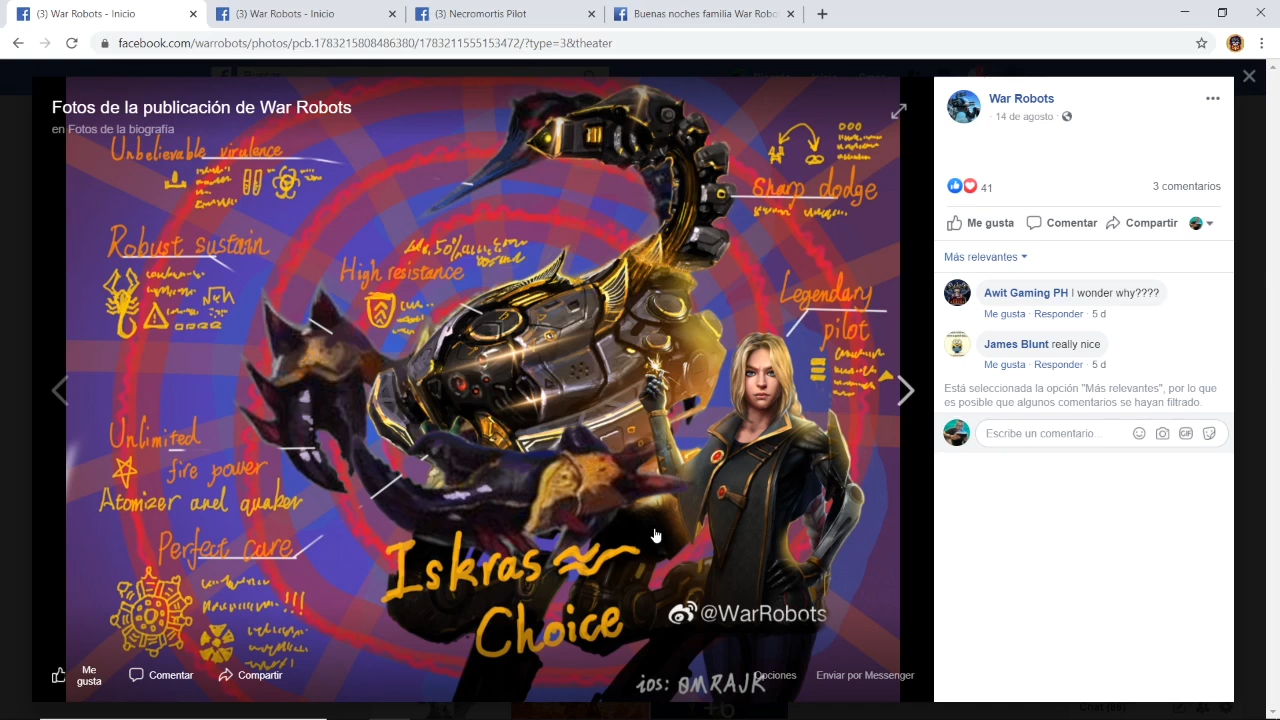 (3) War Robots - Inicio
(3) War Robots - Inicio
(3) Necromortis Pilot
Buenas noches familia War Robo
facebook.com/warrobots/photos/pcb.1783215808486380/1783211555153472/?type=3&theater
Fotos de la publicación de War Robots
en Fotos de la biografía
Unbelievable virulence
Sharp dodge
Robust sustain
High resistance
Legendary
pilot
Unlimited
fire power
Atomizer and quaker
Perfect care
!!!
Iskras
Choice
@WarRobots
ios: 8MRAJK
Me
gusta
Comentar
Compartir
Opciones
Enviar por Messenger
+6
War Robots
14 de agosto ·
41
3 comentarios
Me gusta
Comentar
Compartir
Más relevantes
Awit Gaming PH I wonder why????
Me gusta · Responder · 5 d
James Blunt really nice
Me gusta · Responder · 5 d
Está seleccionada la opción "Más relevantes", por lo que
es posible que algunos comentarios se hayan filtrado.
Escribe un comentario...
GIF